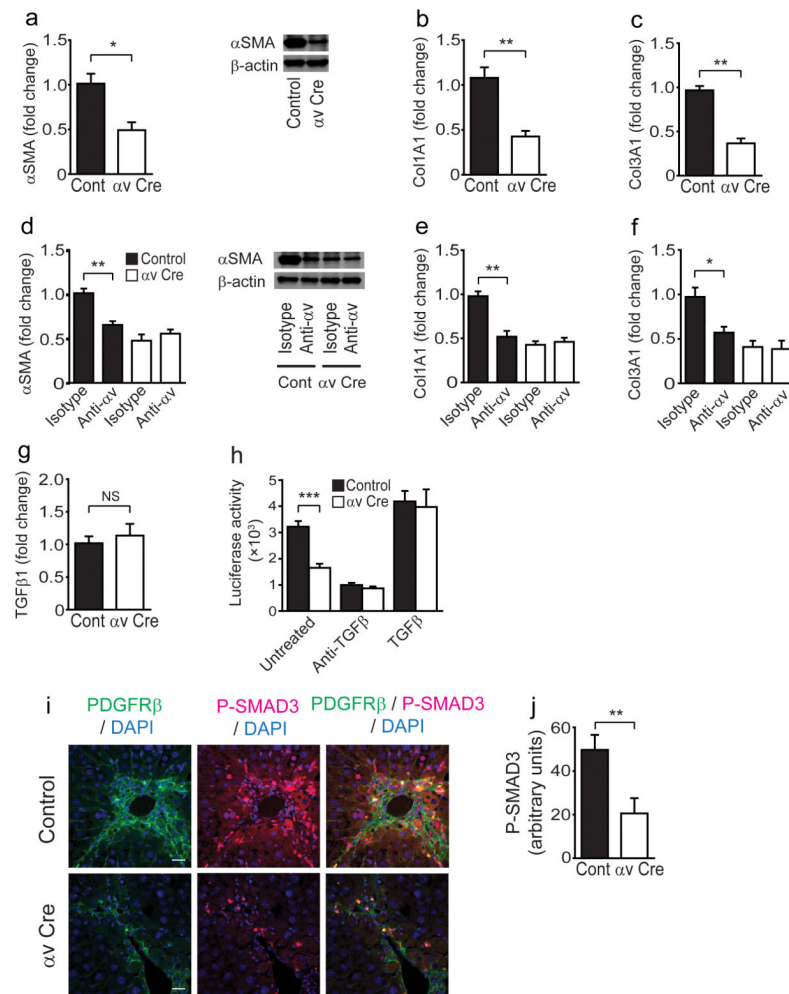 a
αSMA (fold change)
1.0
0.5
0
*
Cont αv Cre
αSMA
β-actin
Control
αv Cre
b
Col1A1 (fold change)
1.5
1.0
0.5
0
**
Cont αv Cre
c
Col3A1 (fold change)
1.5
1.0
0.5
0
**
Cont αv Cre
d
αSMA (fold change)
1.5
1.0
0.5
0
**
Control
αv Cre
Isotype
Anti-αv
Isotype
Anti-αv
αSMA
β-actin
Isotype
Anti-αv
Isotype
Anti-αv
Cont αv Cre
e
Col1A1 (fold change)
1.5
1.0
0.5
0
**
Isotype
Anti-αv
Isotype
Anti-αv
f
Col3A1 (fold change)
1.5
1.0
0.5
0
*
Isotype
Anti-αv
Isotype
Anti-αv
g
TGFβ1 (fold change)
2.0
1.5
1.0
0.5
0
NS
Cont αv Cre
h
Luciferase activity
(×10³)
5
4
3
2
1
0
***
Control
αv Cre
Untreated
Anti-TGFβ
TGFβ
i
PDGFRβ
/ DAPI
P-SMAD3
/ DAPI
PDGFRβ / P-SMAD3
/ DAPI
Control
αv Cre
j
P-SMAD3
(arbitrary units)
60
40
20
0
**
Cont αv Cre